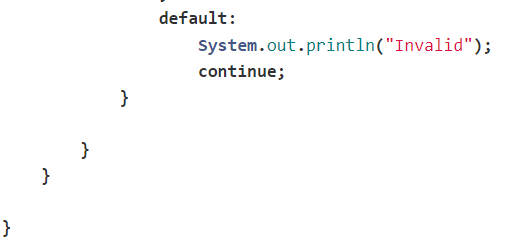 default:
System.out.println("Invalid");
continue;
}
}
}
}